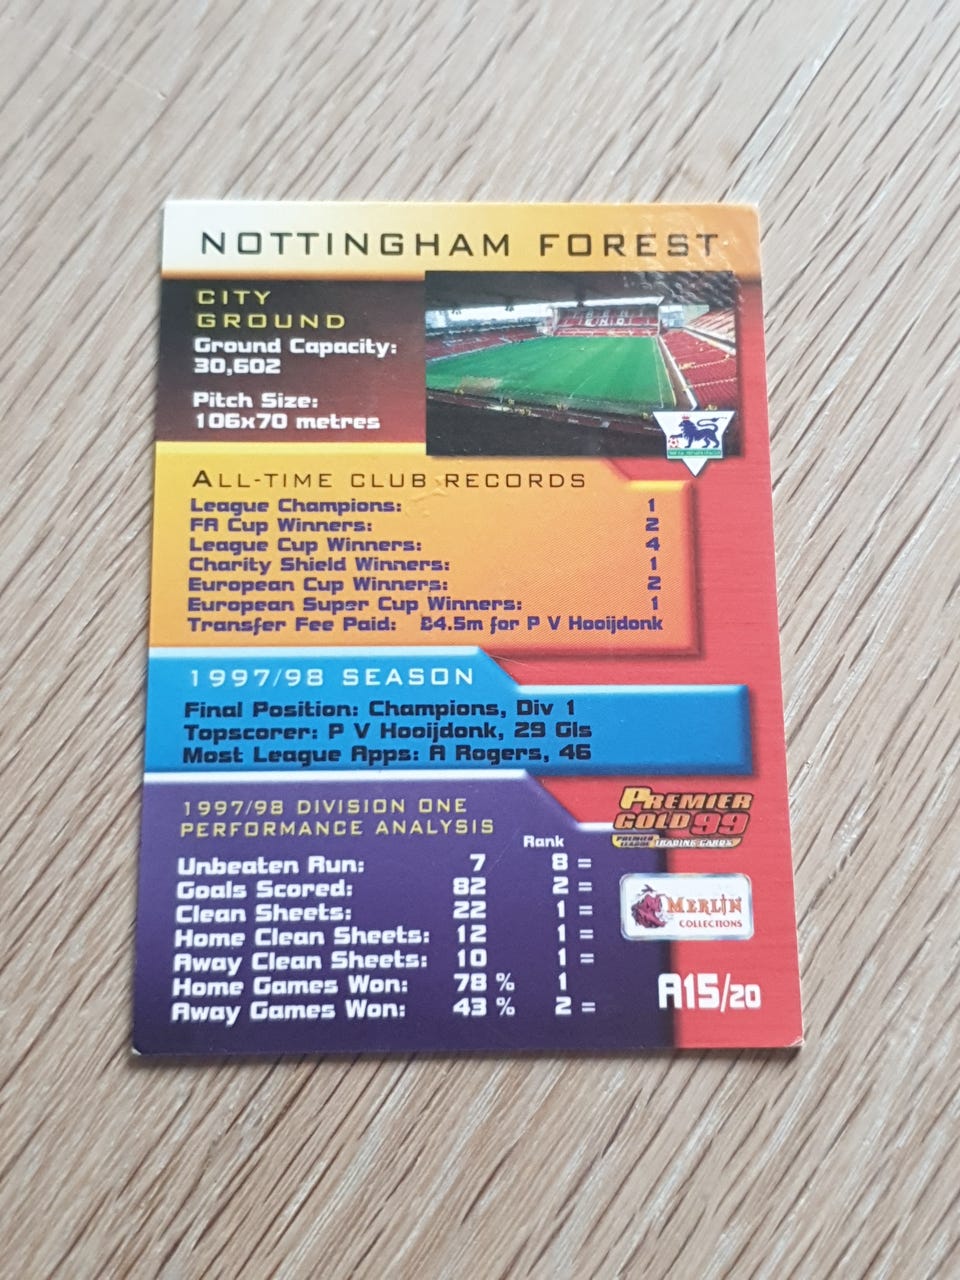 NOTTINGHAM FOREST
CITY
GROUND
Ground Capacity:
30,602
Pitch Size:
106x70 metres
ALL-TIME CLUB RECORDS
League Champions: 1
FA Cup Winners: 2
League Cup Winners: 4
Charity Shield Winners: 1
European Cup Winners: 2
European Super Cup Winners: 1
Transfer Fee Paid: £4.5m for P V Hooijdonk
1997/98 SEASON
Final Position: Champions, Div 1
Topscorer: P V Hooijdonk, 29 Gls
Most League Apps: A Rogers, 46
1997/98 DIVISION ONE
PERFORMANCE ANALYSIS
Rank
Unbeaten Run: 7 8 =
Goals Scored: 82 2 =
Clean Sheets: 22 1 =
Home Clean Sheets: 12 1 =
Away Clean Sheets: 10 1 =
Home Games Won: 78 % 1
Away Games Won: 43 % 2 =
PREMIER
GOLD 99
PREMIER LEAGUE TRADING CARDS
MERLIN
COLLECTIONS
A15/20